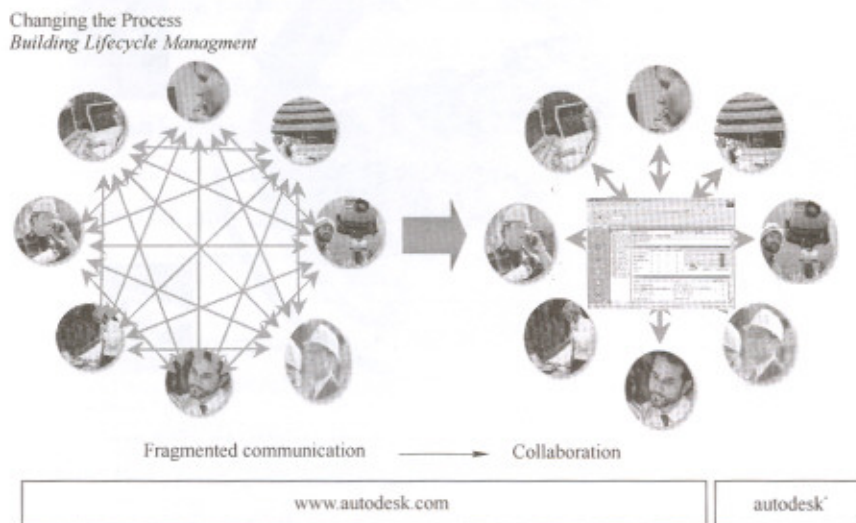 Changing the Process
Building Lifecycle Managment
Fragmented communication
Collaboration
www.autodesk.com
autodesk*